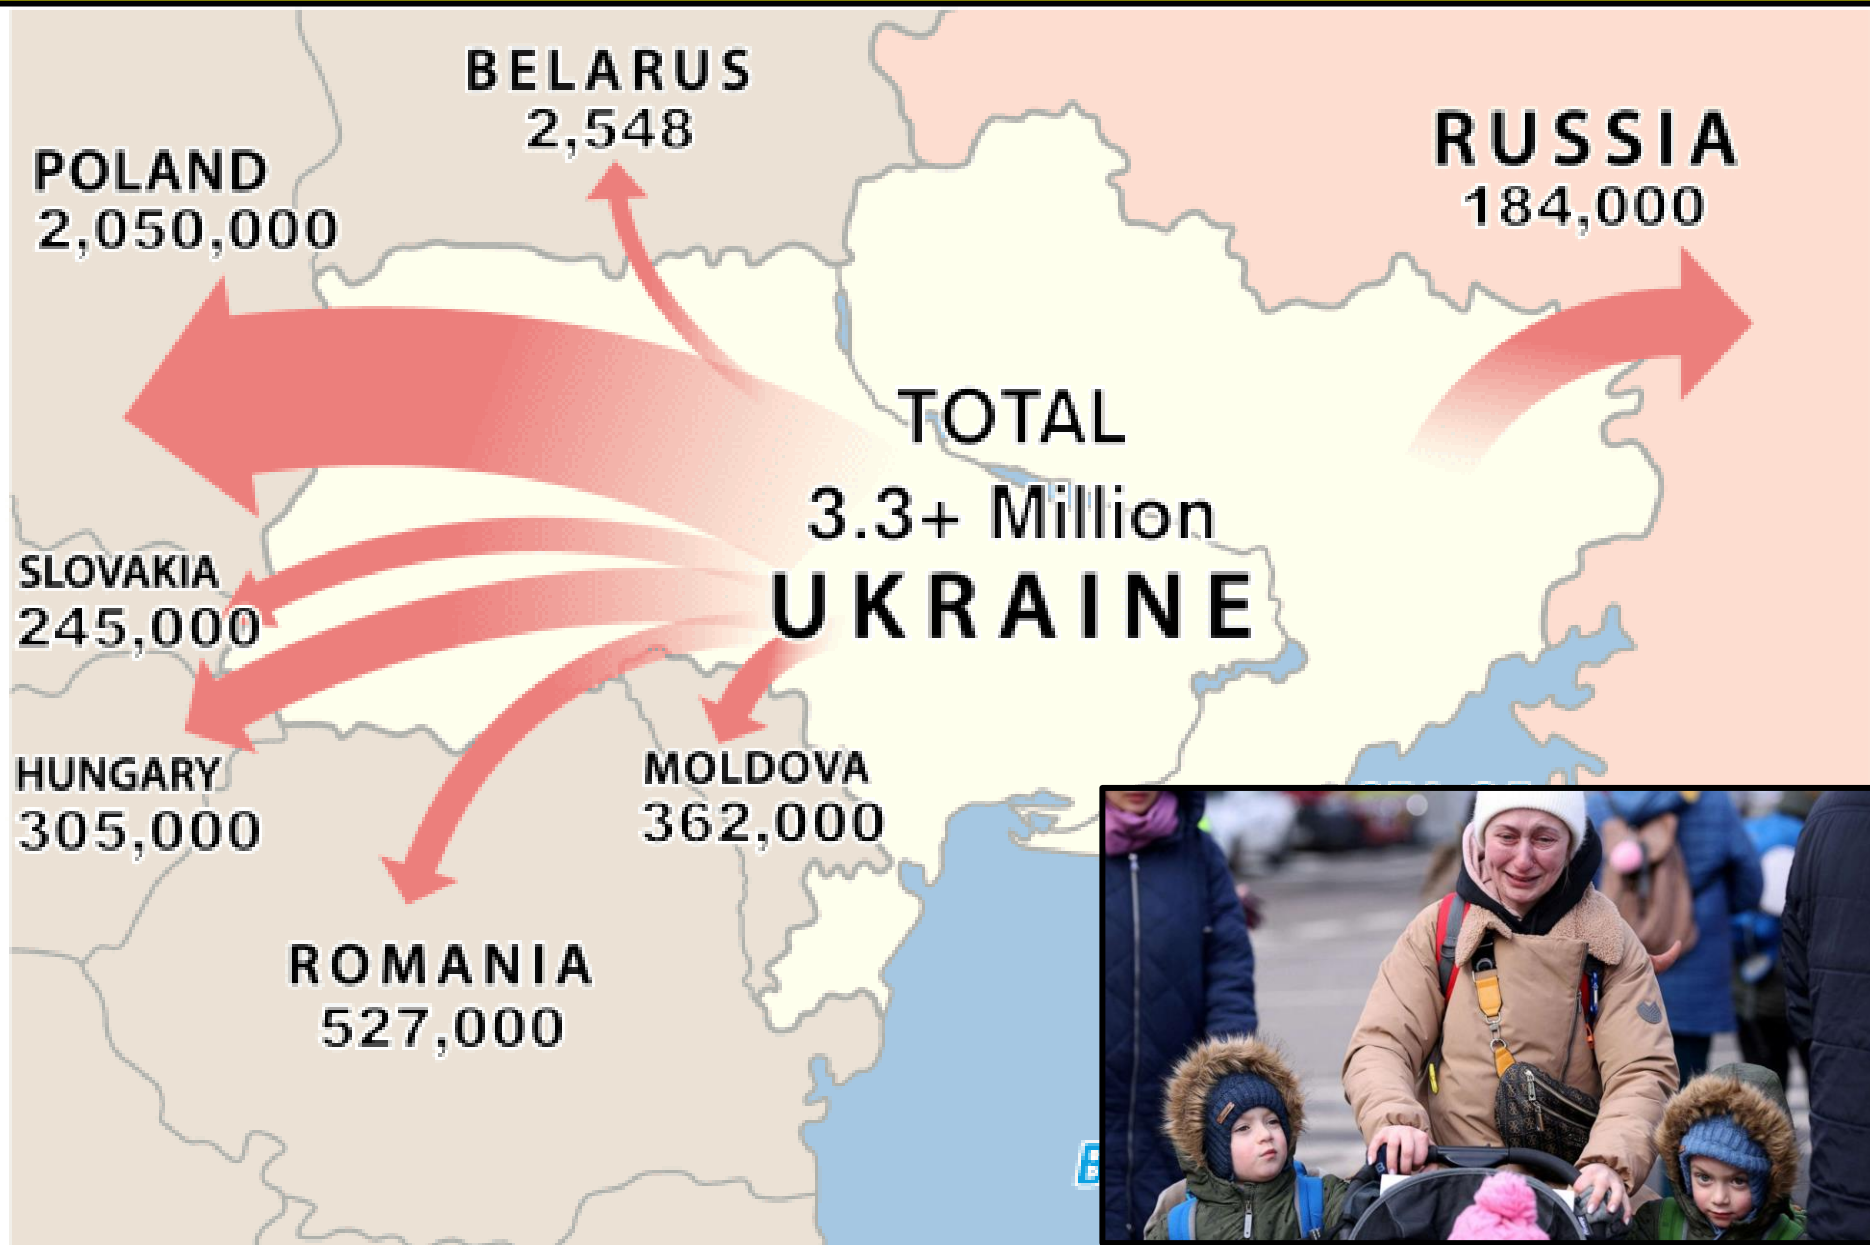 BELARUS
2,548
RUSSIA
184,000
POLAND
2,050,000
TOTAL
3.3+ Million
UKRAINE
SLOVAKIA
245,000
HUNGARY
305,000
MOLDOVA
362,000
ROMANIA
527,000